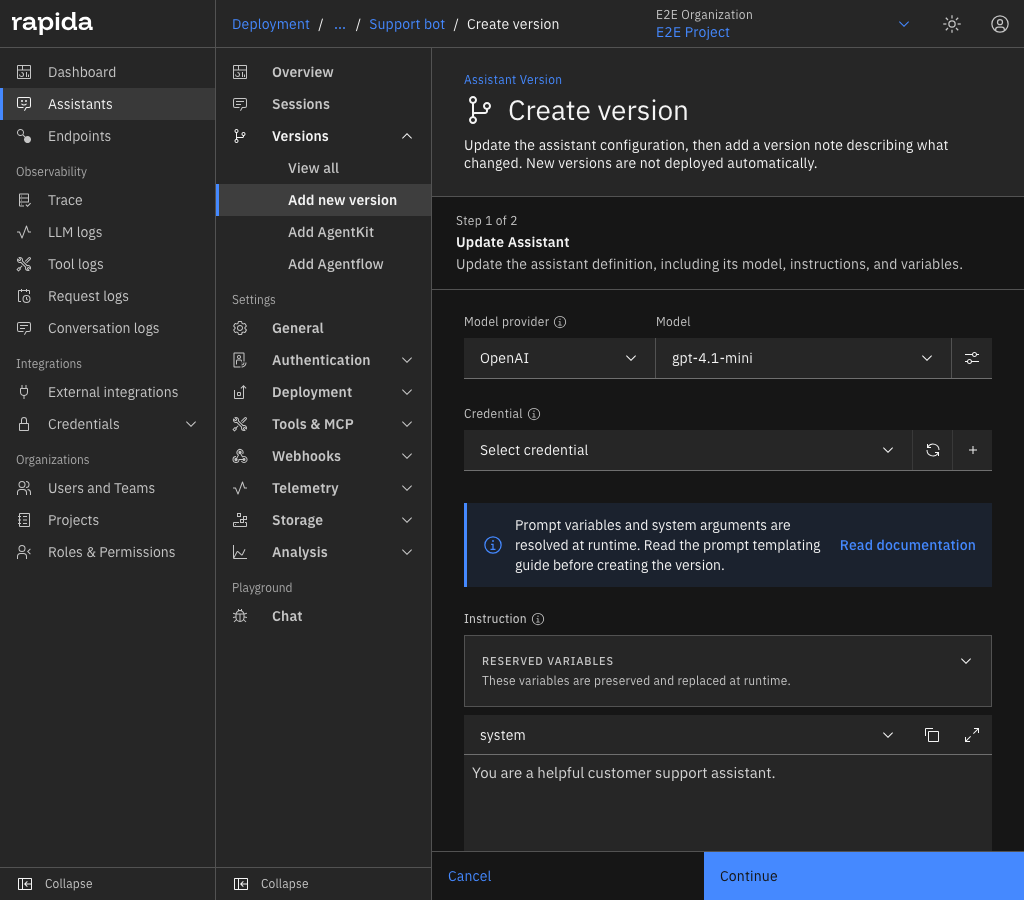 rapida
Deployment / ... / Support bot / Create version
E2E Organization
E2E Project
Dashboard
Assistants
Endpoints
Observability
Trace
LLM logs
Tool logs
Request logs
Conversation logs
Integrations
External integrations
Credentials
Organizations
Users and Teams
Projects
Roles & Permissions
Collapse
Overview
Sessions
Versions
View all
Add new version
Add AgentKit
Add Agentflow
Settings
General
Authentication
Deployment
Tools & MCP
Webhooks
Telemetry
Storage
Analysis
Playground
Chat
Collapse
Assistant Version
Create version
Update the assistant configuration, then add a version note describing what
changed. New versions are not deployed automatically.
Step 1 of 2
Update Assistant
Update the assistant definition, including its model, instructions, and variables.
Model provider
Model
OpenAI
gpt-4.1-mini
Credential
Select credential
Prompt variables and system arguments are
resolved at runtime. Read the prompt templating
guide before creating the version.
Read documentation
Instruction
RESERVED VARIABLES
These variables are preserved and replaced at runtime.
system
You are a helpful customer support assistant.
Cancel
Continue